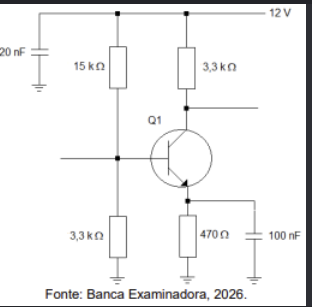 12 V
20 nF
15 kΩ
3,3 kΩ
Q1
3,3 kΩ
470 Ω
100 nF
Fonte: Banca Examinadora, 2026.